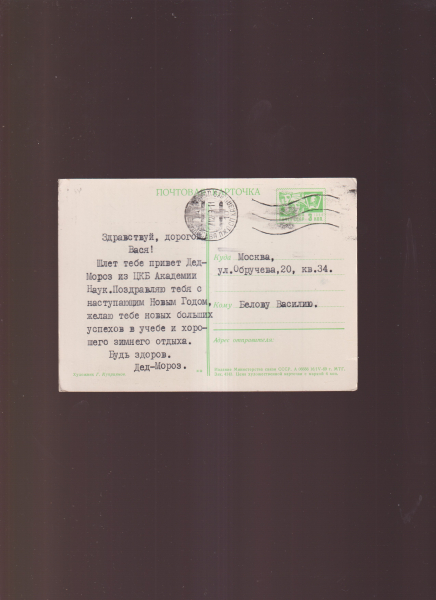 ПОЧТОВАЯ КАРТОЧКА
Здравствуй, дорогой
Вася!
Шлет тебе привет Дед-
Мороз из ЦКБ Академии
Наук.Поздравляю тебя с
наступающим Новым Годом,
желаю тебе новых больших
успехов в учебе и хоро-
шего зимнего отдыха.
Будь здоров.
Дед-Мороз.
Куда Москва,
ул.Обручева,20, кв.34.
Кому Белову Василию.
Адрес отправителя: